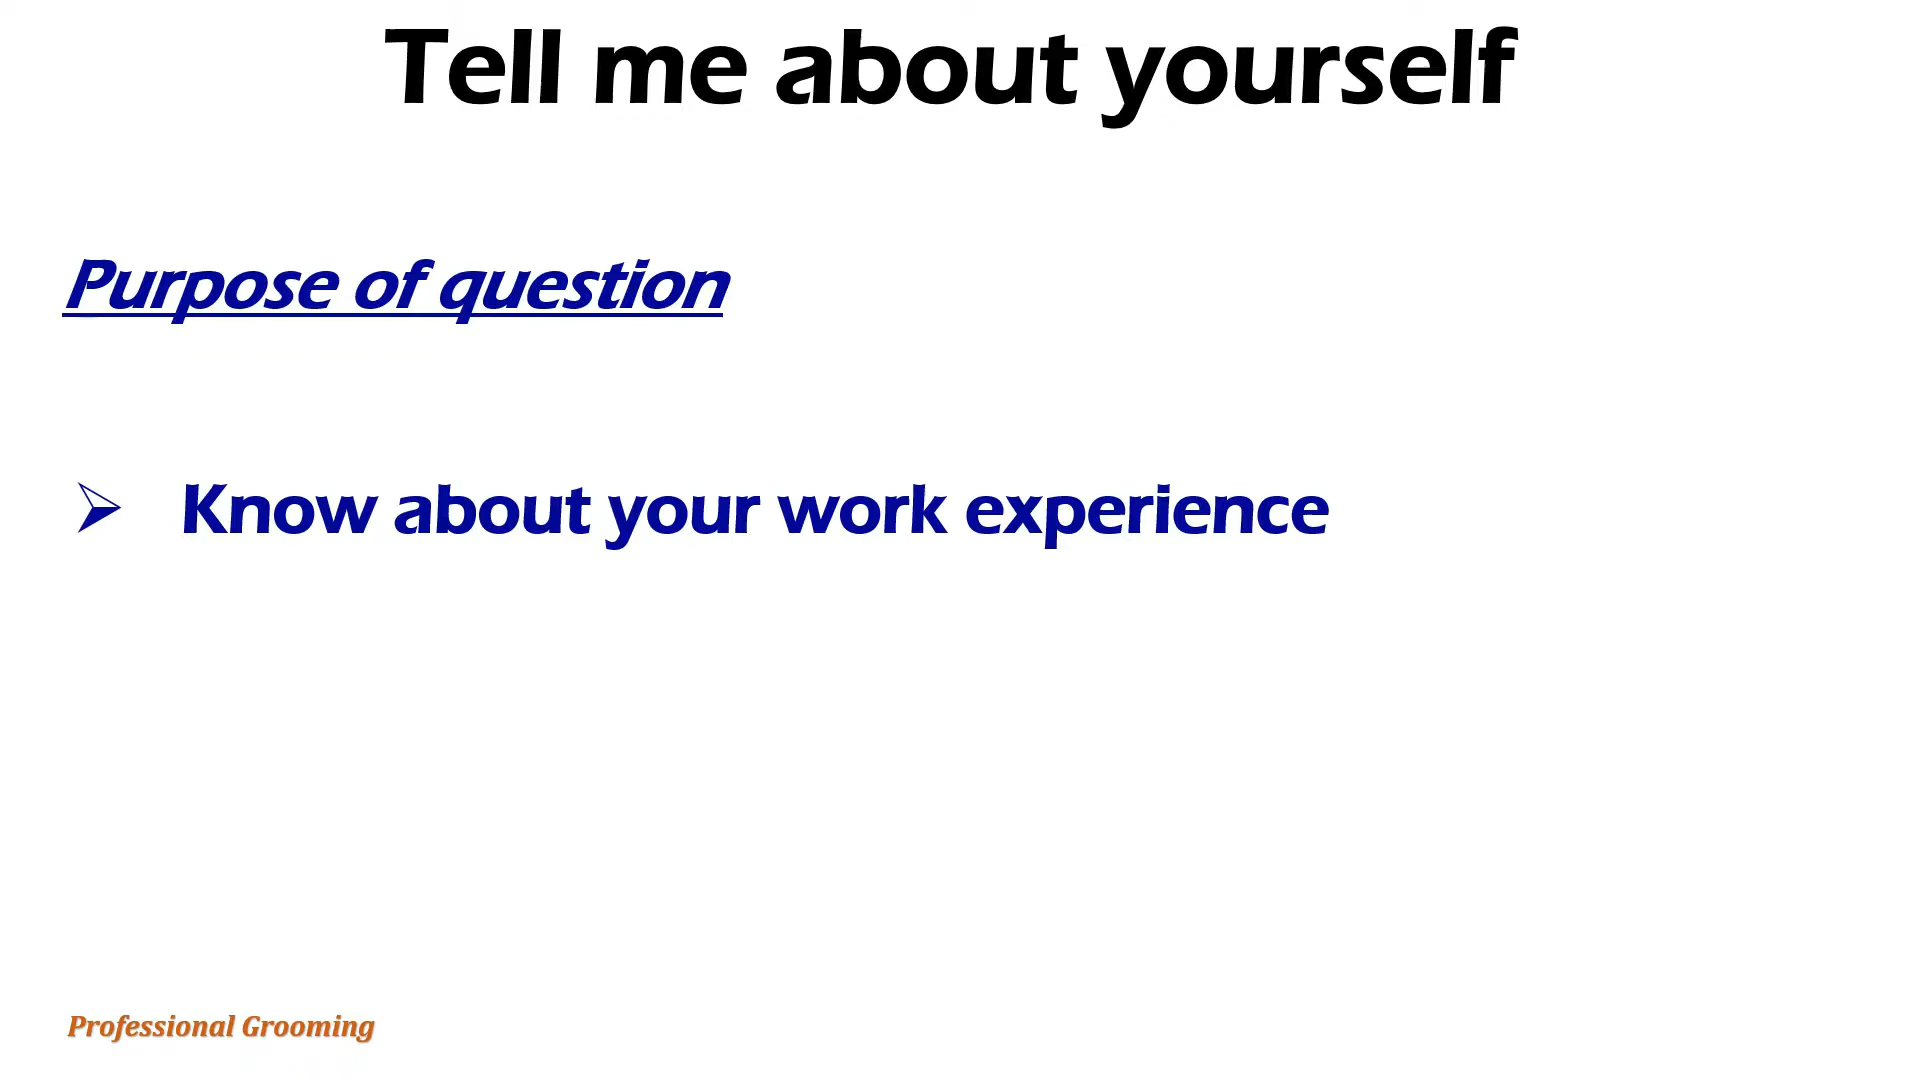 Tell me about yourself
Purpose of question
Know about your work experience
Professional Grooming